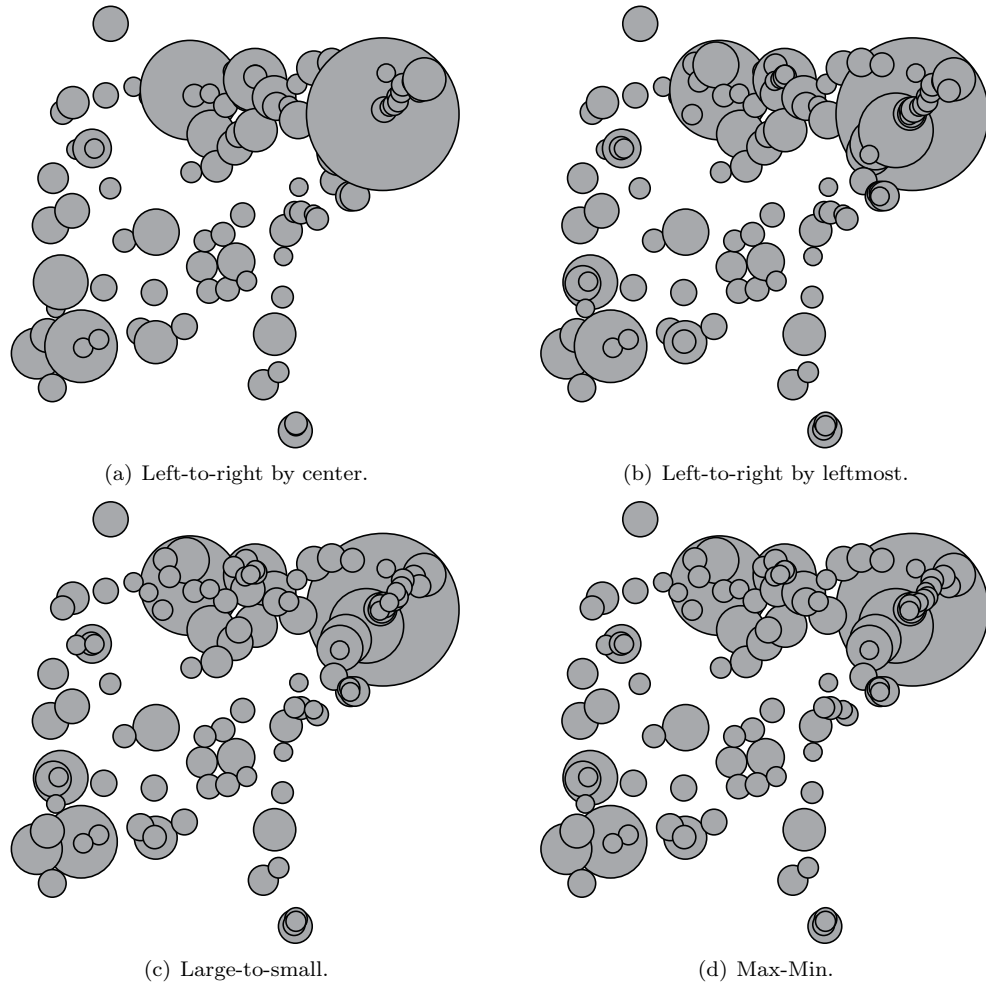 (a) Left-to-right by center.
(b) Left-to-right by leftmost.
(c) Large-to-small.
(d) Max-Min.